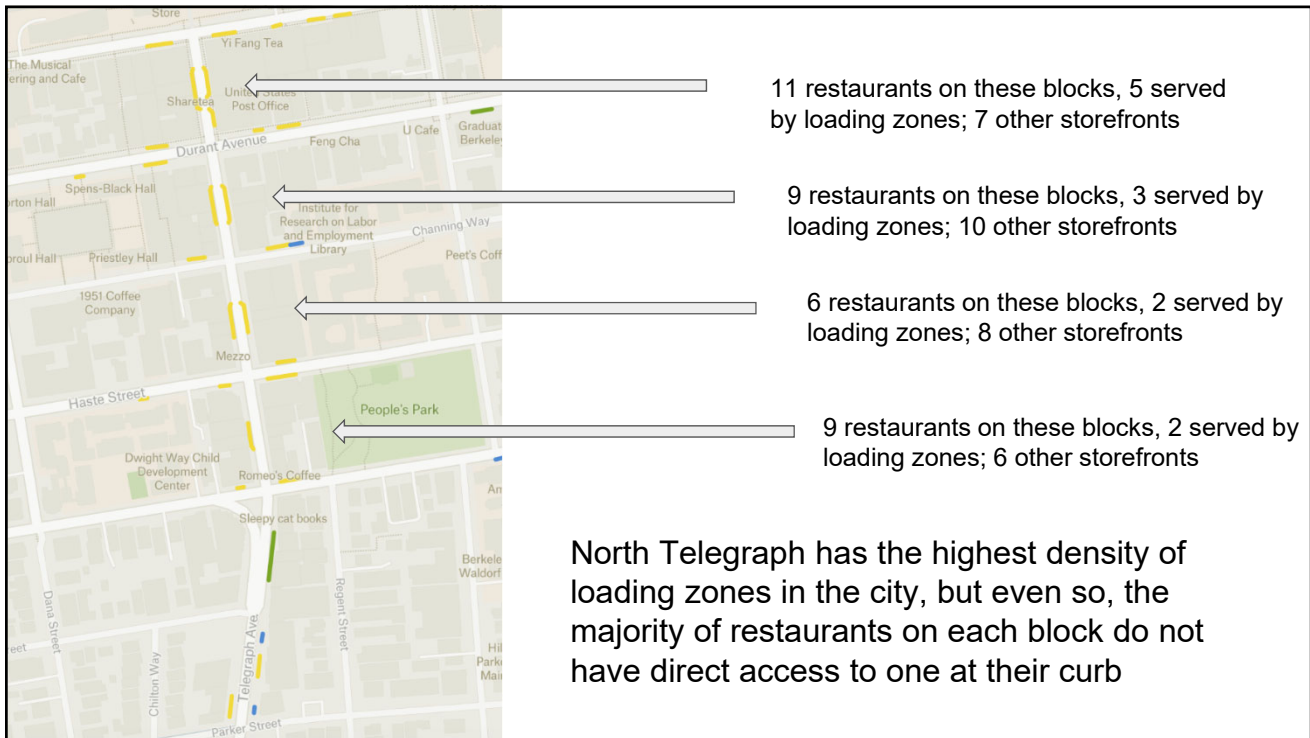 Store
Yi Fang Tea
The Musical
ering and Cafe
United States
Post Office
Sharetea
U Cafe
Graduat
Berkeley
Durant Avenue
Feng Cha
Spens-Black Hall
orton Hall
Institute for
Research on Labor
and Employment
Library
Channing Way
proul Hall
Priestley Hall
Peet's Coff
1951 Coffee
Company
Mezzo
Haste Street
People's Park
Dwight Way Child
Development
Center
Romeo's Coffee
An
Sleepy cat books
Berkele
Waldorf
Dana Street
Regent Street
reet
Chilton Way
Telegraph Ave
Hil
Park
Mai
Parker Street
11 restaurants on these blocks, 5 served
by loading zones; 7 other storefronts
9 restaurants on these blocks, 3 served by
loading zones; 10 other storefronts
6 restaurants on these blocks, 2 served by
loading zones; 8 other storefronts
9 restaurants on these blocks, 2 served by
loading zones; 6 other storefronts
North Telegraph has the highest density of
loading zones in the city, but even so, the
majority of restaurants on each block do not
have direct access to one at their curb